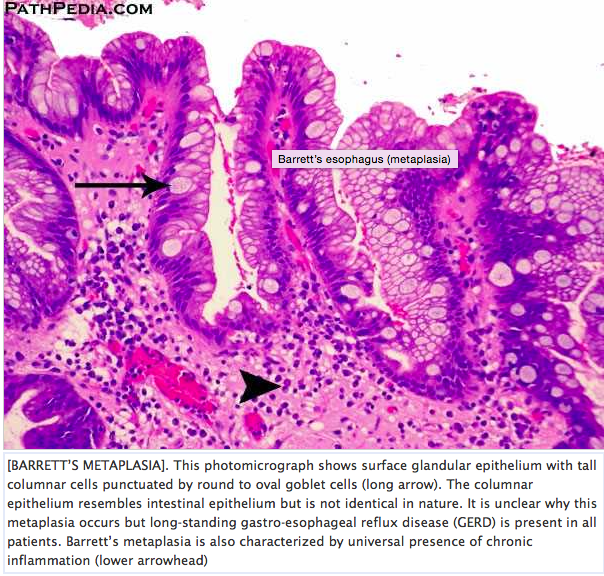 PATHPEDIA.COM
Barrett's esophagus (metaplasia)
[BARRETT'S METAPLASIA]. This photomicrograph shows surface glandular epithelium with tall
columnar cells punctuated by round to oval goblet cells (long arrow). The columnar
epithelium resembles intestinal epithelium but is not identical in nature. It is unclear why this
metaplasia occurs but long-standing gastro-esophageal reflux disease (GERD) is present in all
patients. Barrett's metaplasia is also characterized by universal presence of chronic
inflammation (lower arrowhead)